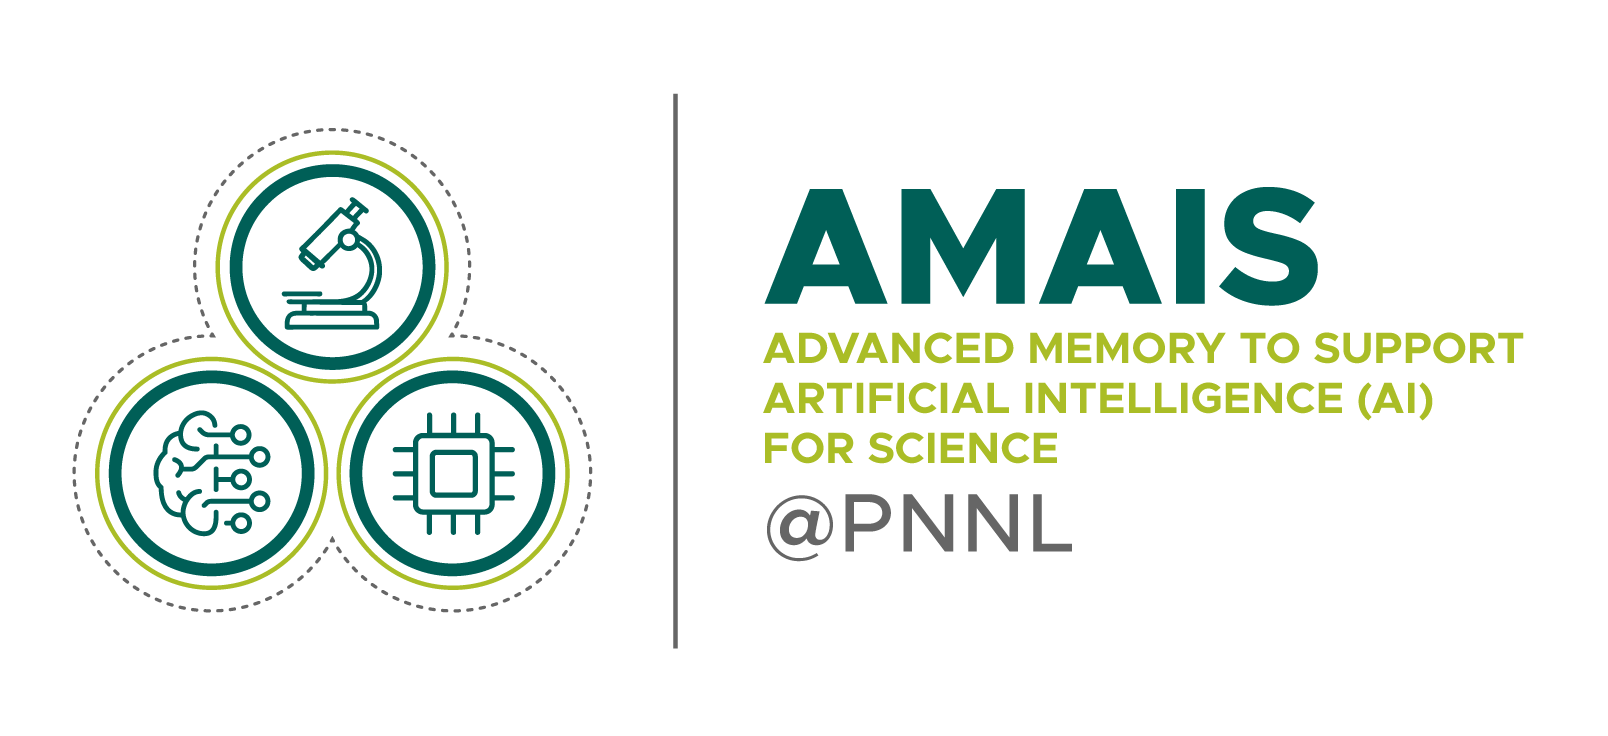 AMAIS
ADVANCED MEMORY TO SUPPORT
ARTIFICIAL INTELLIGENCE (AI)
FOR SCIENCE
@PNNL